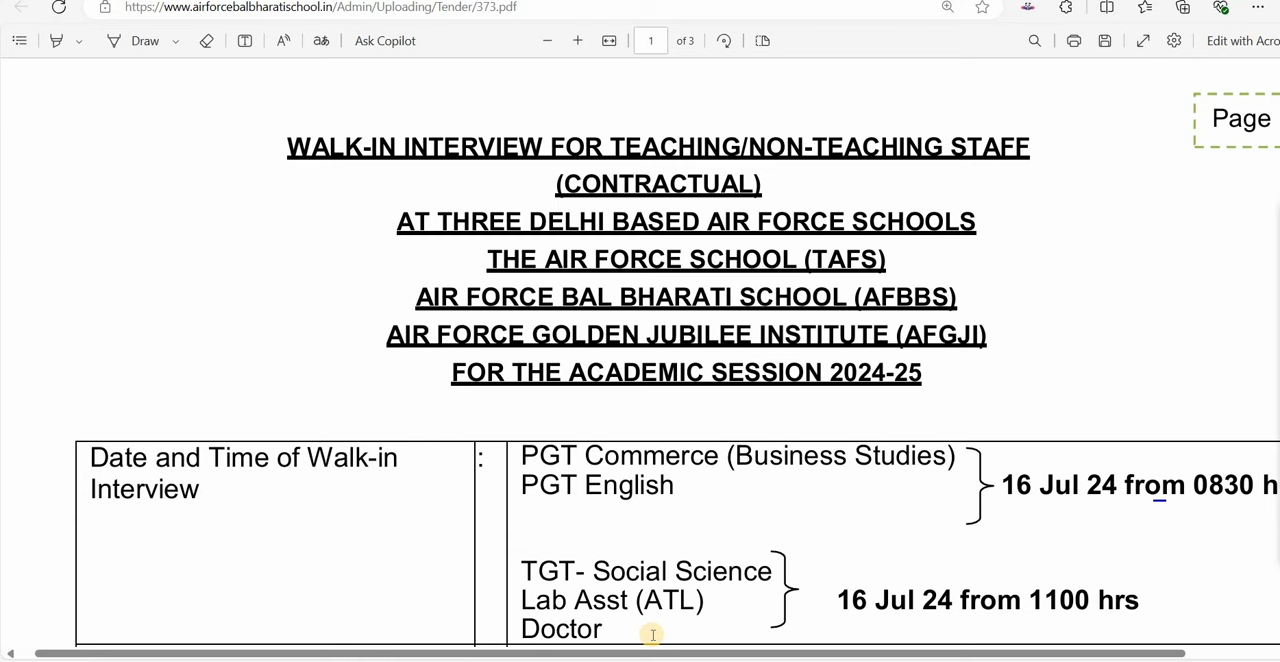 https://www.airforcebalbharatischool.in/Admin/Uploading/Tender/373.pdf
Draw
Ask Copilot
1 of 3
Edit with Acro
Page
WALK-IN INTERVIEW FOR TEACHING/NON-TEACHING STAFF
(CONTRACTUAL)
AT THREE DELHI BASED AIR FORCE SCHOOLS
THE AIR FORCE SCHOOL (TAFS)
AIR FORCE BAL BHARATI SCHOOL (AFBBS)
AIR FORCE GOLDEN JUBILEE INSTITUTE (AFGJI)
FOR THE ACADEMIC SESSION 2024-25
Date and Time of Walk-in
Interview
:
PGT Commerce (Business Studies)
PGT English
16 Jul 24 from 0830 h
TGT- Social Science
Lab Asst (ATL)
Doctor
16 Jul 24 from 1100 hrs